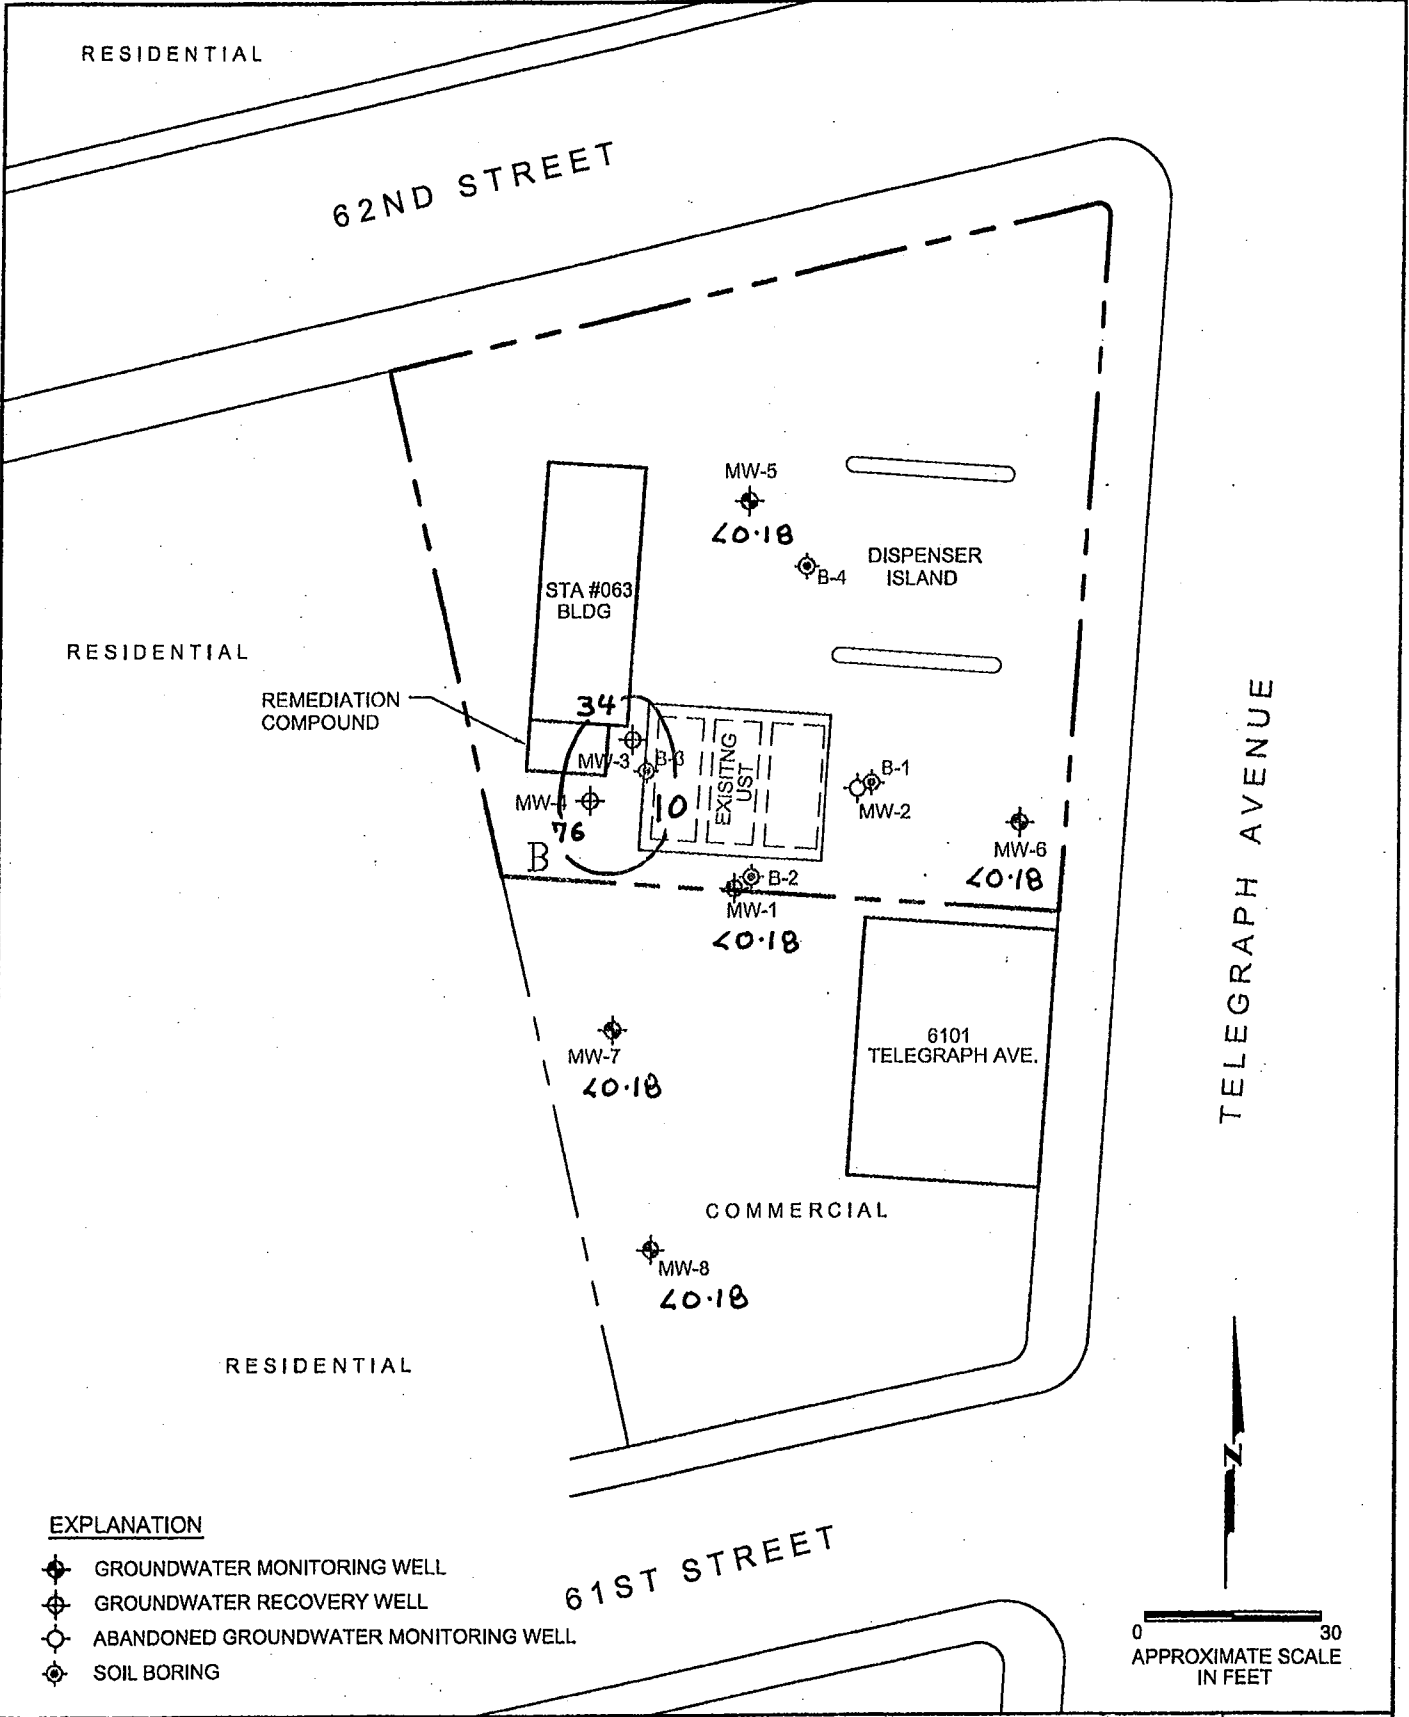 RESIDENTIAL
62ND STREET
MW-5
<0.18
B-4
DISPENSER
ISLAND
STA #063
BLDG
RESIDENTIAL
REMEDIATION
COMPOUND
34
MW-3
B-3
EXISITNG
UST
B-1
MW-2
MW-4
10
76
B
MW-6
<0.18
B-2
MW-1
<0.18
TELEGRAPH AVENUE
MW-7
<0.18
6101
TELEGRAPH AVE.
COMMERCIAL
MW-8
<0.18
RESIDENTIAL
N
EXPLANATION
GROUNDWATER MONITORING WELL
GROUNDWATER RECOVERY WELL
ABANDONED GROUNDWATER MONITORING WELL
SOIL BORING
61ST STREET
0 30
APPROXIMATE SCALE
IN FEET